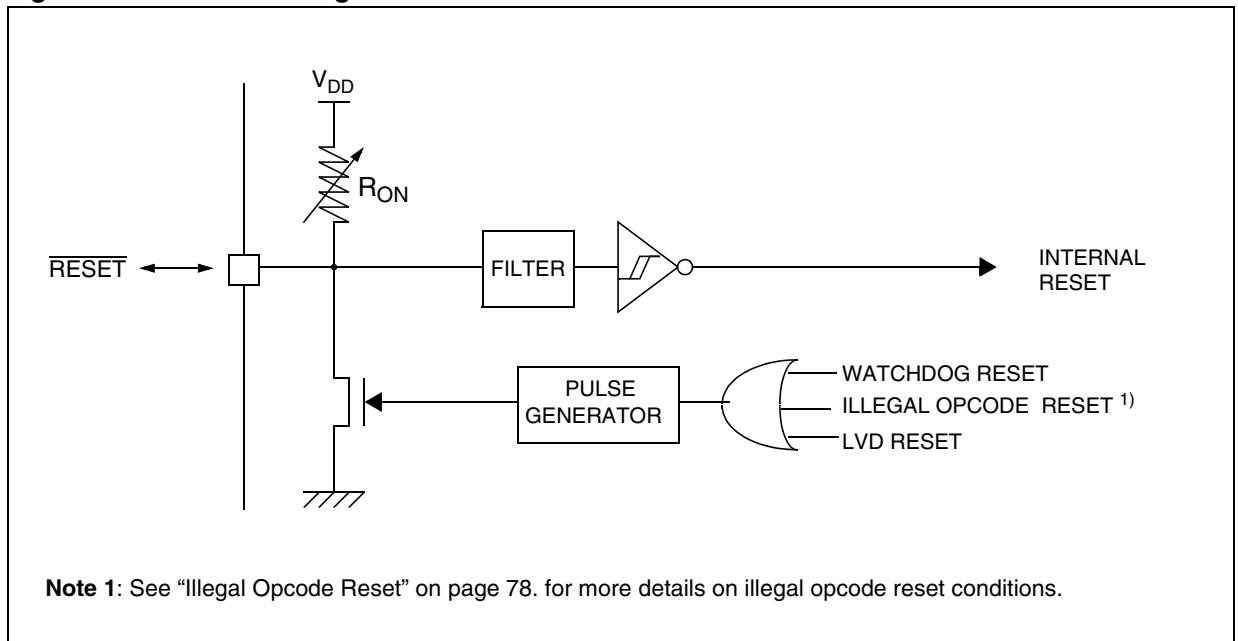 V_DD
R_ON
RESET
FILTER
INTERNAL
RESET
PULSE
GENERATOR
WATCHDOG RESET
ILLEGAL OPCODE RESET 1)
LVD RESET
Note 1: See “Illegal Opcode Reset” on page 78. for more details on illegal opcode reset conditions.